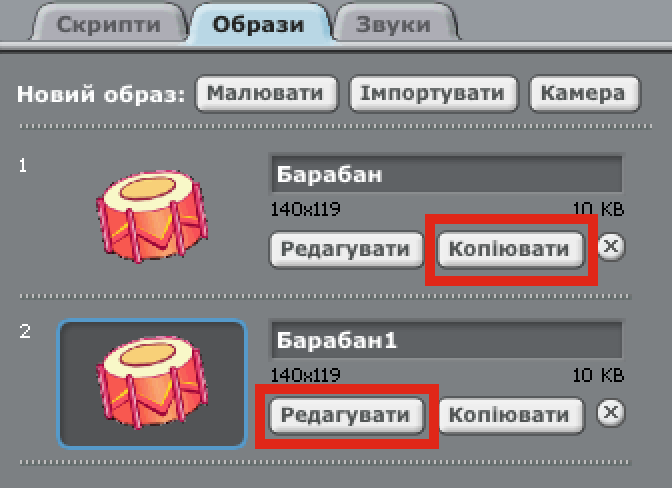 Скрипти Образи Звуки
Новий образ: Малювати Імпортувати Камера
1
Барабан
140x119 10 KB
Редагувати Копіювати
2
Барабан1
140x119 10 KB
Редагувати Копіювати